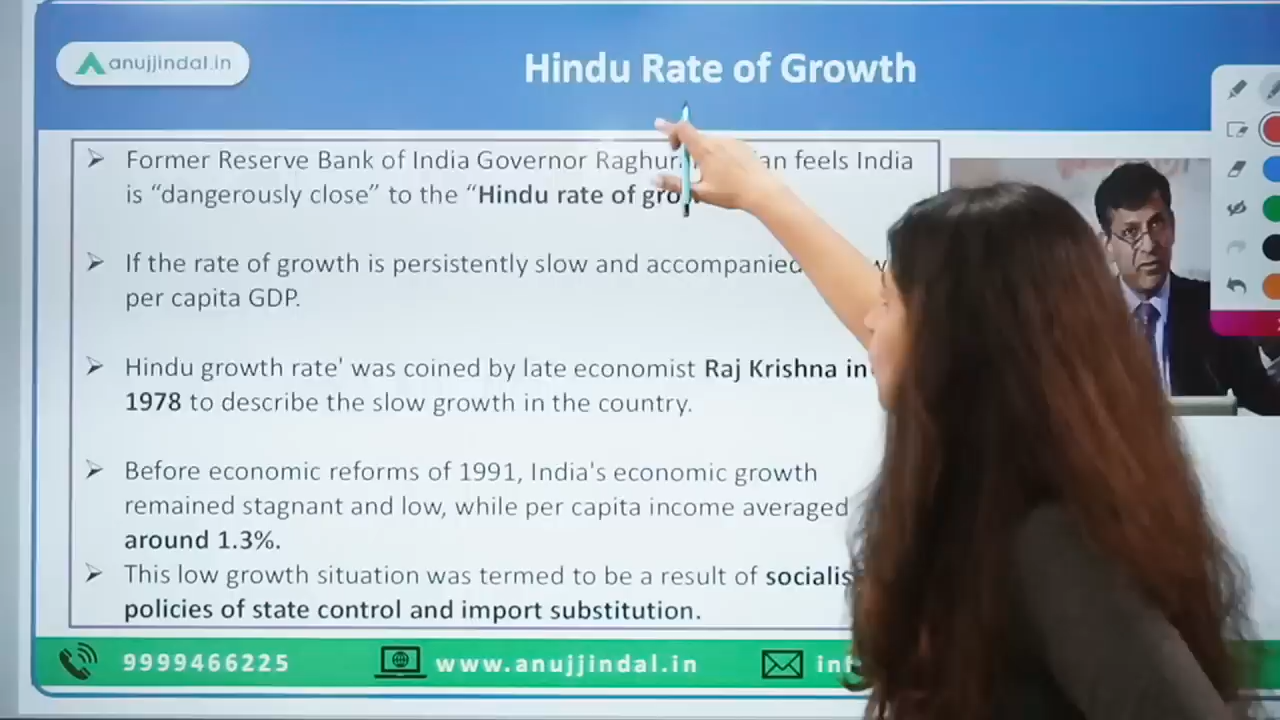 anujjindal.in
Hindu Rate of Growth
➢ Former Reserve Bank of India Governor feels India
is “dangerously close” to the “Hindu rate of
➢ If the rate of growth is persistently slow and accompanied
per capita GDP.
➢ Hindu growth rate' was coined by late economist Raj Krishna in
1978 to describe the slow growth in the country.
➢ Before economic reforms of 1991, India's economic growth
remained stagnant and low, while per capita income averaged
around 1.3%.
➢ This low growth situation was termed to be a result of
policies of state control and import substitution.
9999466225
www.anujjindal.in